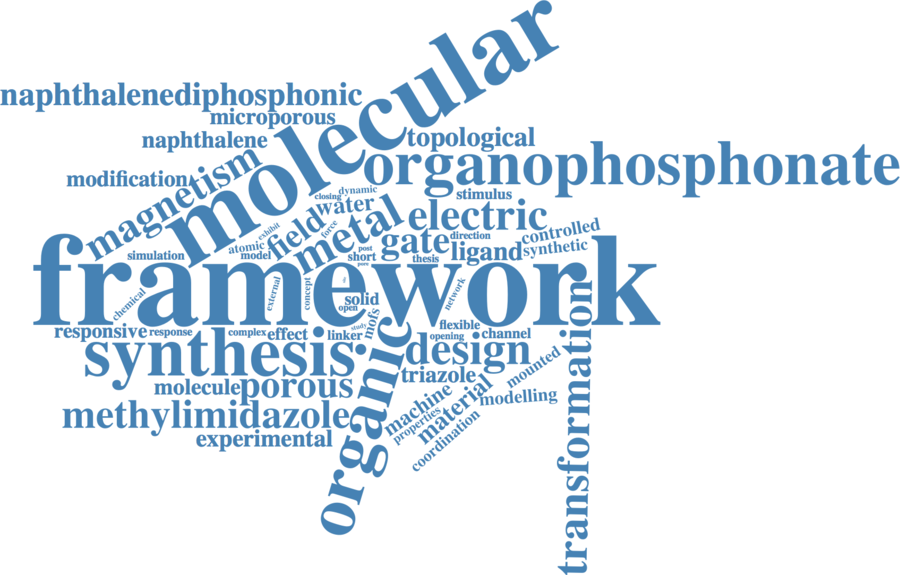 molecular
naphthalenediphosphonic
microporous
naphthalene
topological
organophosphonate
modification
magnetism
closing
dynamic
stimulus
water
electric
metal
field
force
exhibit
atomic
model
simulation
gate
direction
ligand
controlled
synthetic
post
short
pore
thesis
framework
external
concept
chemical
solid
open
network
responsive
response
complex
effect
linker
study
mofs
flexible
opening
channel
synthesis
design
organic
transformation
molecule
porous
triazole
mounted
machine
material
modelling
properties
coordination
methylimidazole
experimental